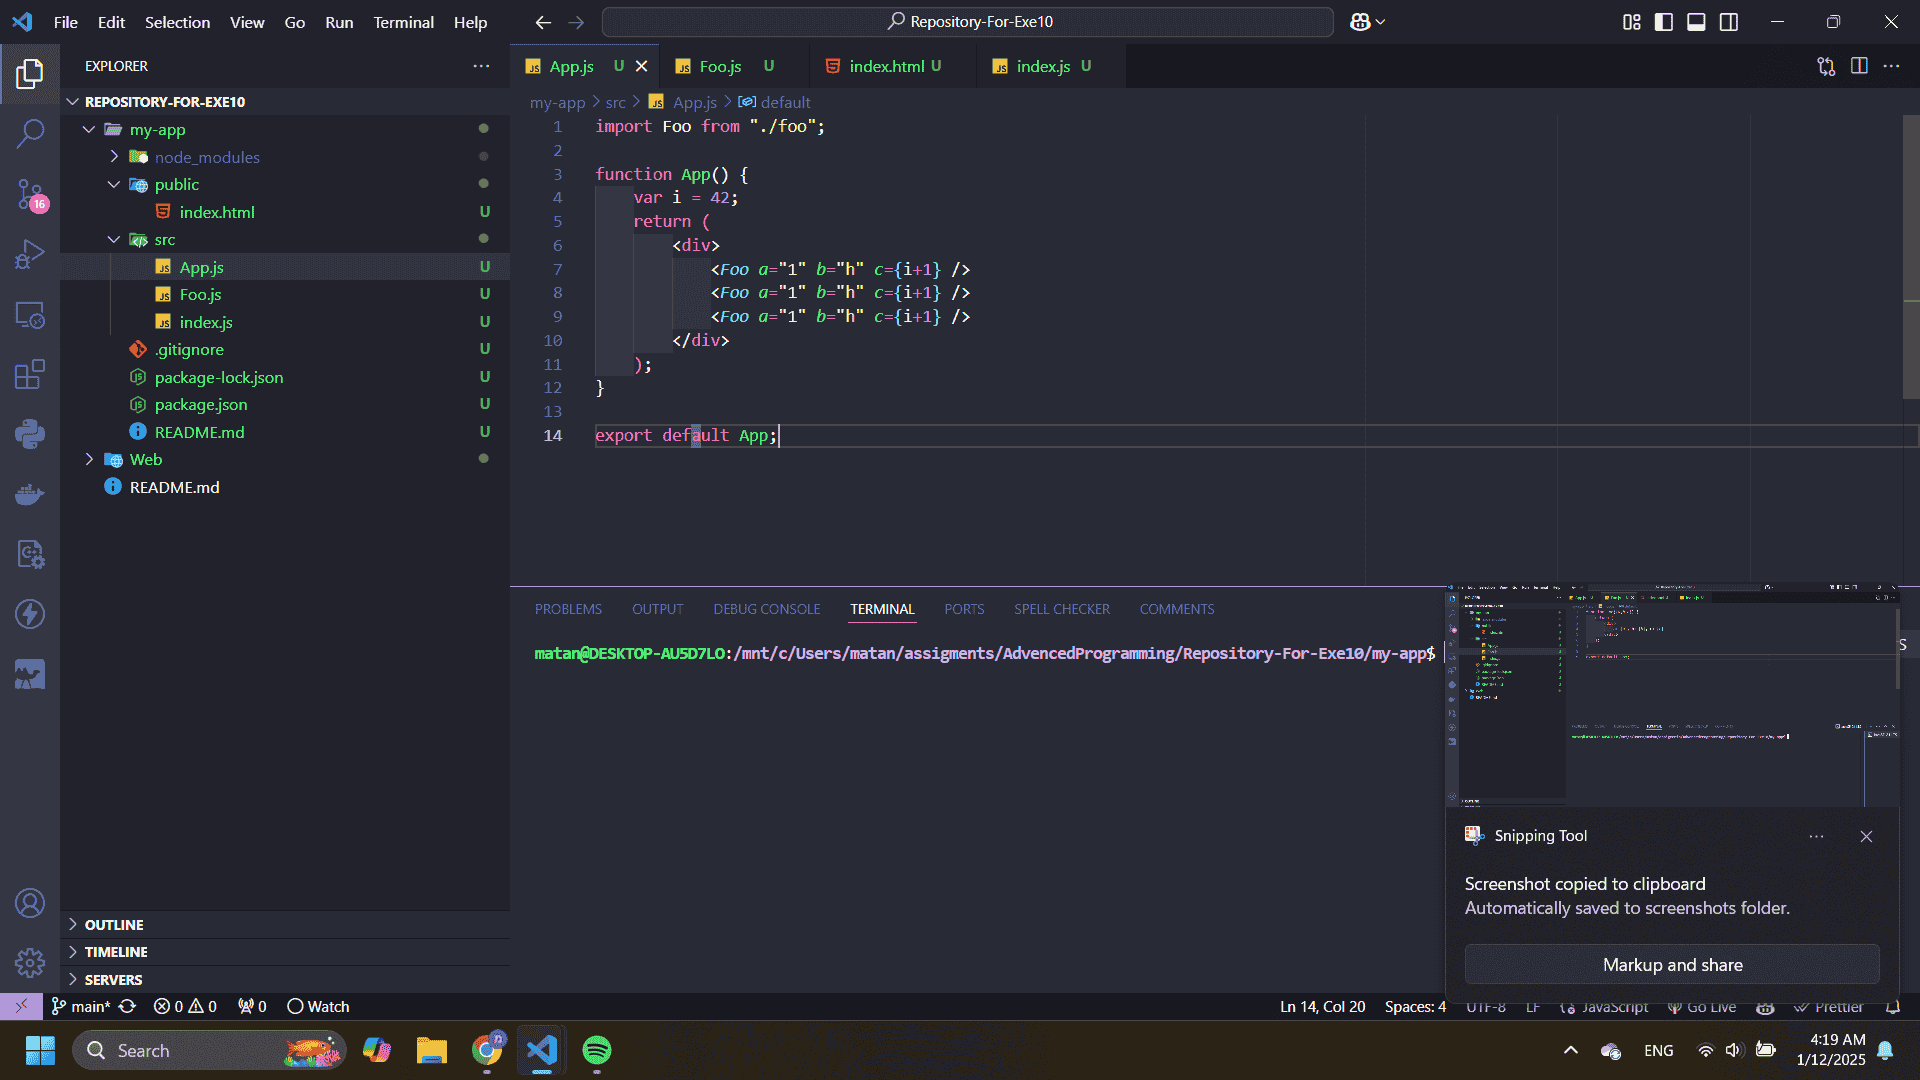 File Edit Selection View Go Run Terminal Help
Repository-For-Exe10
EXPLORER
REPOSITORY-FOR-EXE10
my-app
node_modules
public
index.html U
src
App.js U
Foo.js U
index.js U
.gitignore U
package-lock.json U
package.json U
README.md U
Web
README.md
OUTLINE
TIMELINE
SERVERS
16
App.js U
Foo.js U
index.html U
index.js U
my-app > src > App.js > default
1 import Foo from "./foo";
2
3 function App() {
4 var i = 42;
5 return (
6 <div>
7 <Foo a="1" b="h" c={i+1} />
8 <Foo a="1" b="h" c={i+1} />
9 <Foo a="1" b="h" c={i+1} />
10 </div>
11 );
12 }
13
14 export default App;
PROBLEMS OUTPUT DEBUG CONSOLE TERMINAL PORTS SPELL CHECKER COMMENTS
matan@DESKTOP-AU5D7LO:/mnt/c/Users/matan/assigments/AdvencedProgramming/Repository-For-Exe10/my-app$
Snipping Tool
Screenshot copied to clipboard
Automatically saved to screenshots folder.
Markup and share
main* 0 0 0 Watch
Ln 14, Col 20 Spaces: 4 UTF-8 LF JavaScript Go Live Prettier
Search
ENG
4:19 AM
1/12/2025